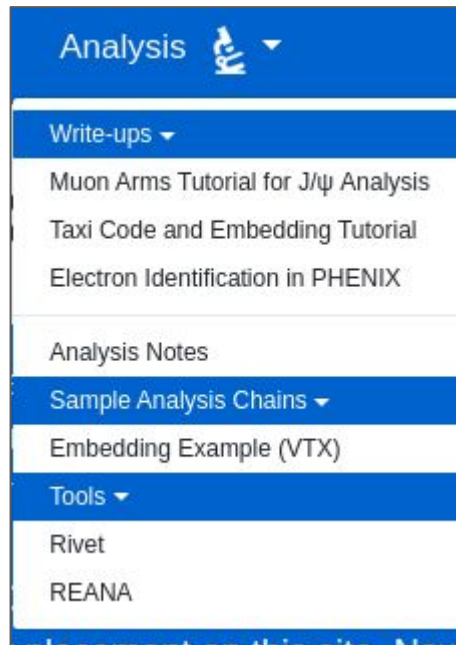 Analysis
Write-ups
Muon Arms Tutorial for J/ψ Analysis
Taxi Code and Embedding Tutorial
Electron Identification in PHENIX
Analysis Notes
Sample Analysis Chains
Embedding Example (VTX)
Tools
Rivet
REANA